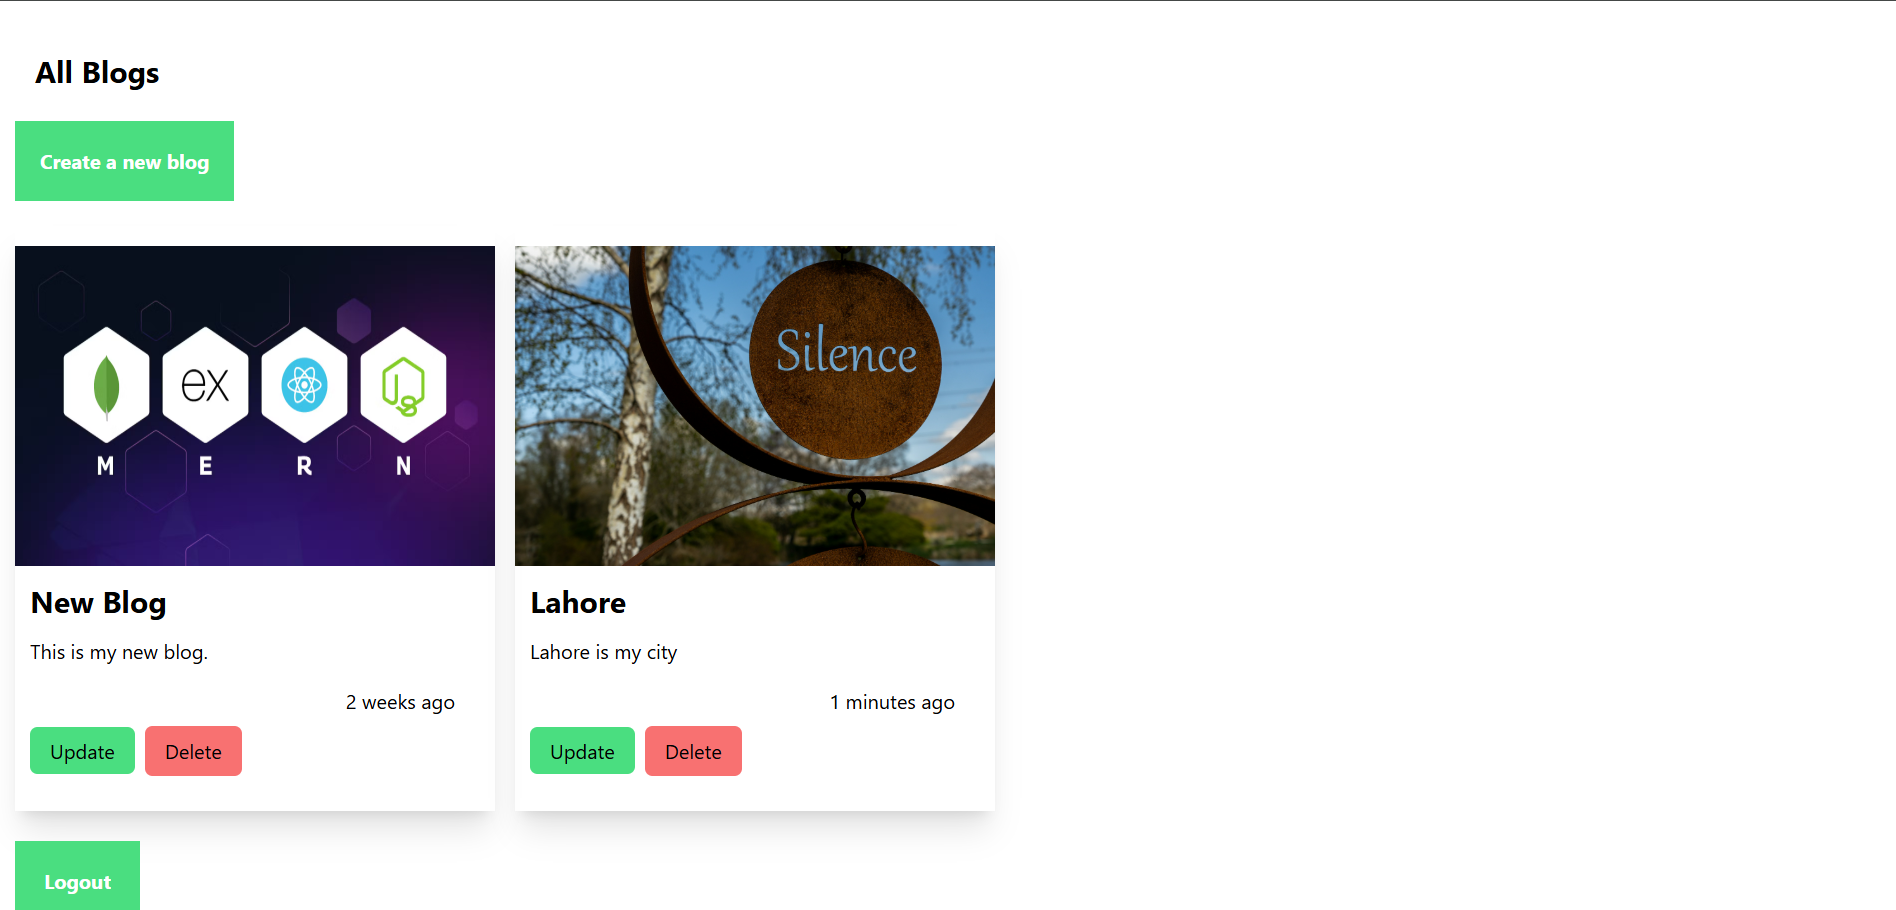 All Blogs
Create a new blog
ex
JS
M E R N
Silence
New Blog
This is my new blog.
2 weeks ago
Update Delete
Lahore
Lahore is my city
1 minutes ago
Update Delete
Logout